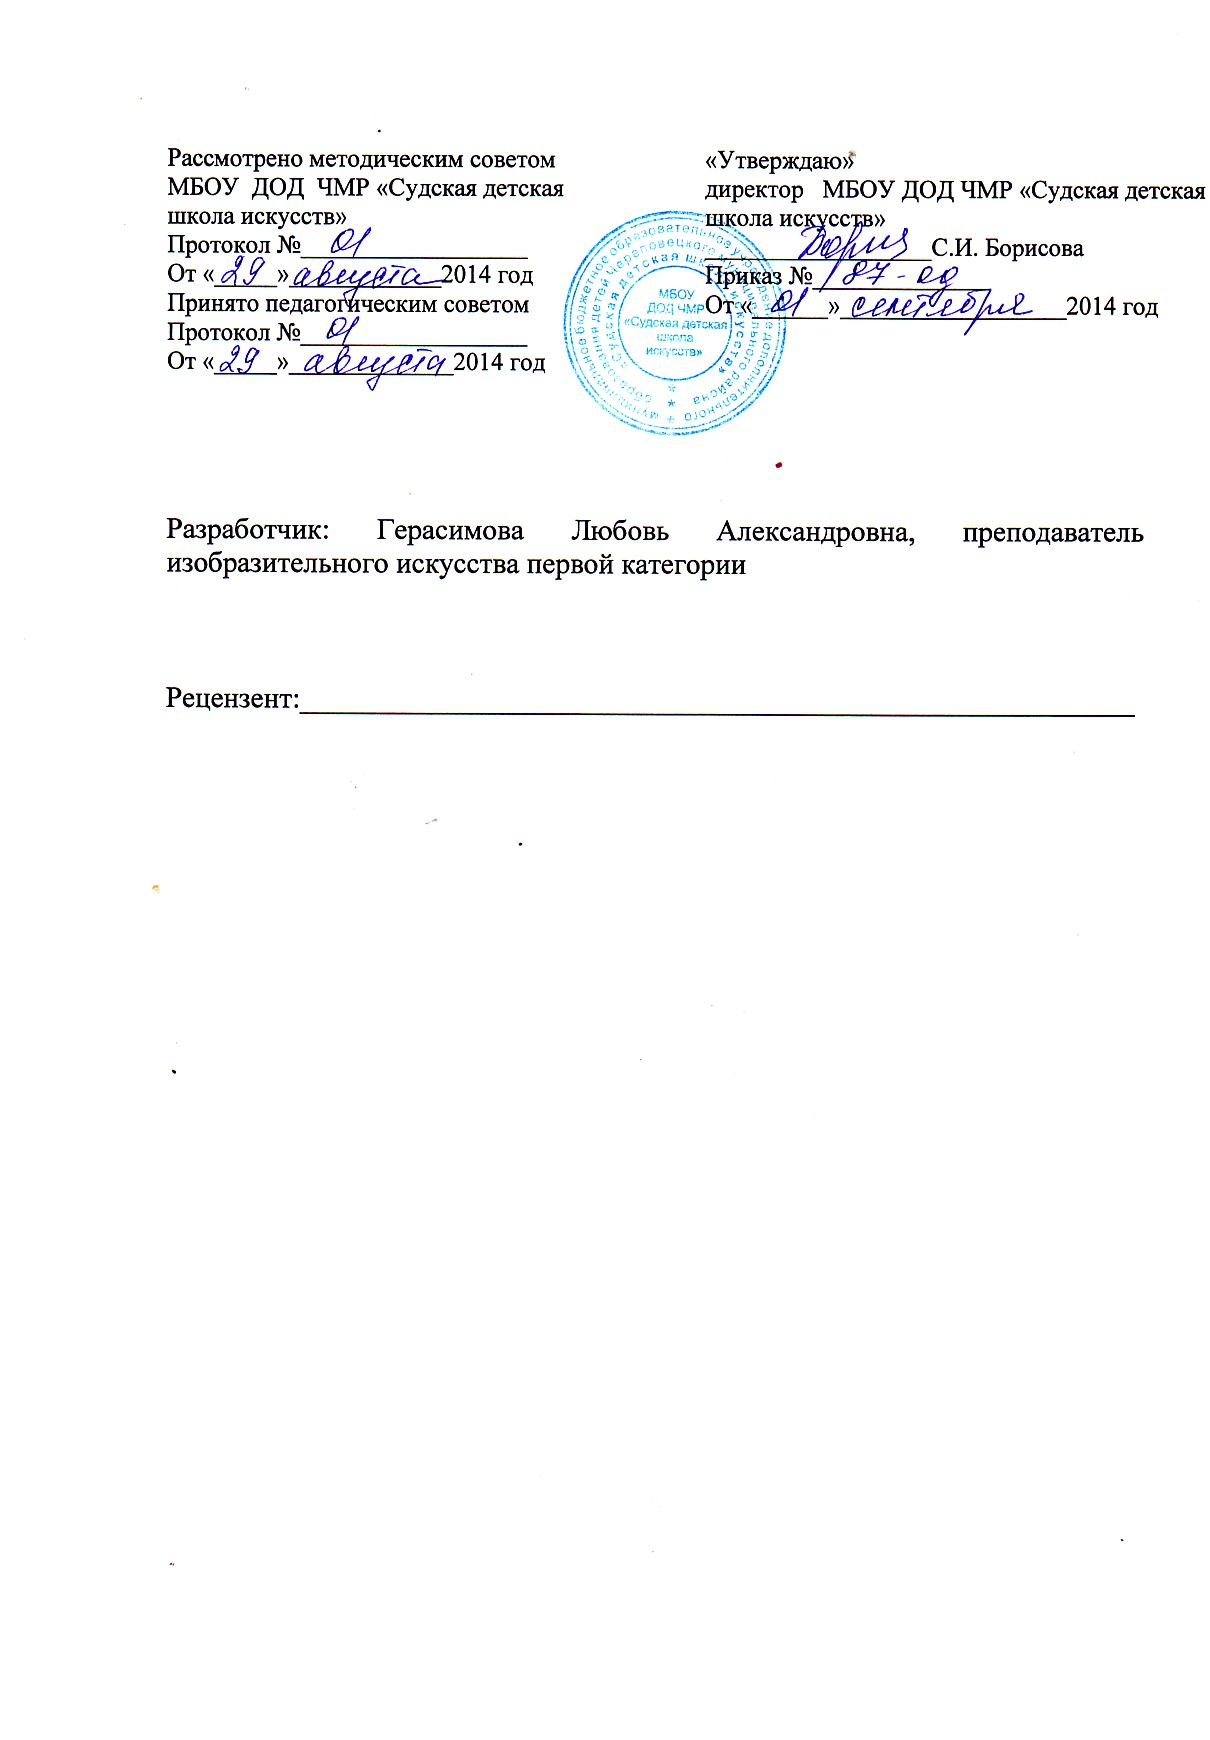 Рассмотрено методическим советом
МБОУ ДОД ЧМР «Судская детская
школа искусств»
Протокол № 01
От «29» августа 2014 год
Принято педагогическим советом
Протокол № 01
От «29» августа 2014 год
«Утверждаю»
директор МБОУ ДОД ЧМР «Судская детская
школа искусств»
С.И. Борисова
Приказ № 187-од
От «01» сентября 2014 год
МБОУ
ДОД ЧМР
«Судская детская
школа
искусств»
Разработчик: Герасимова Любовь Александровна, преподаватель
изобразительного искусства первой категории
Рецензент: